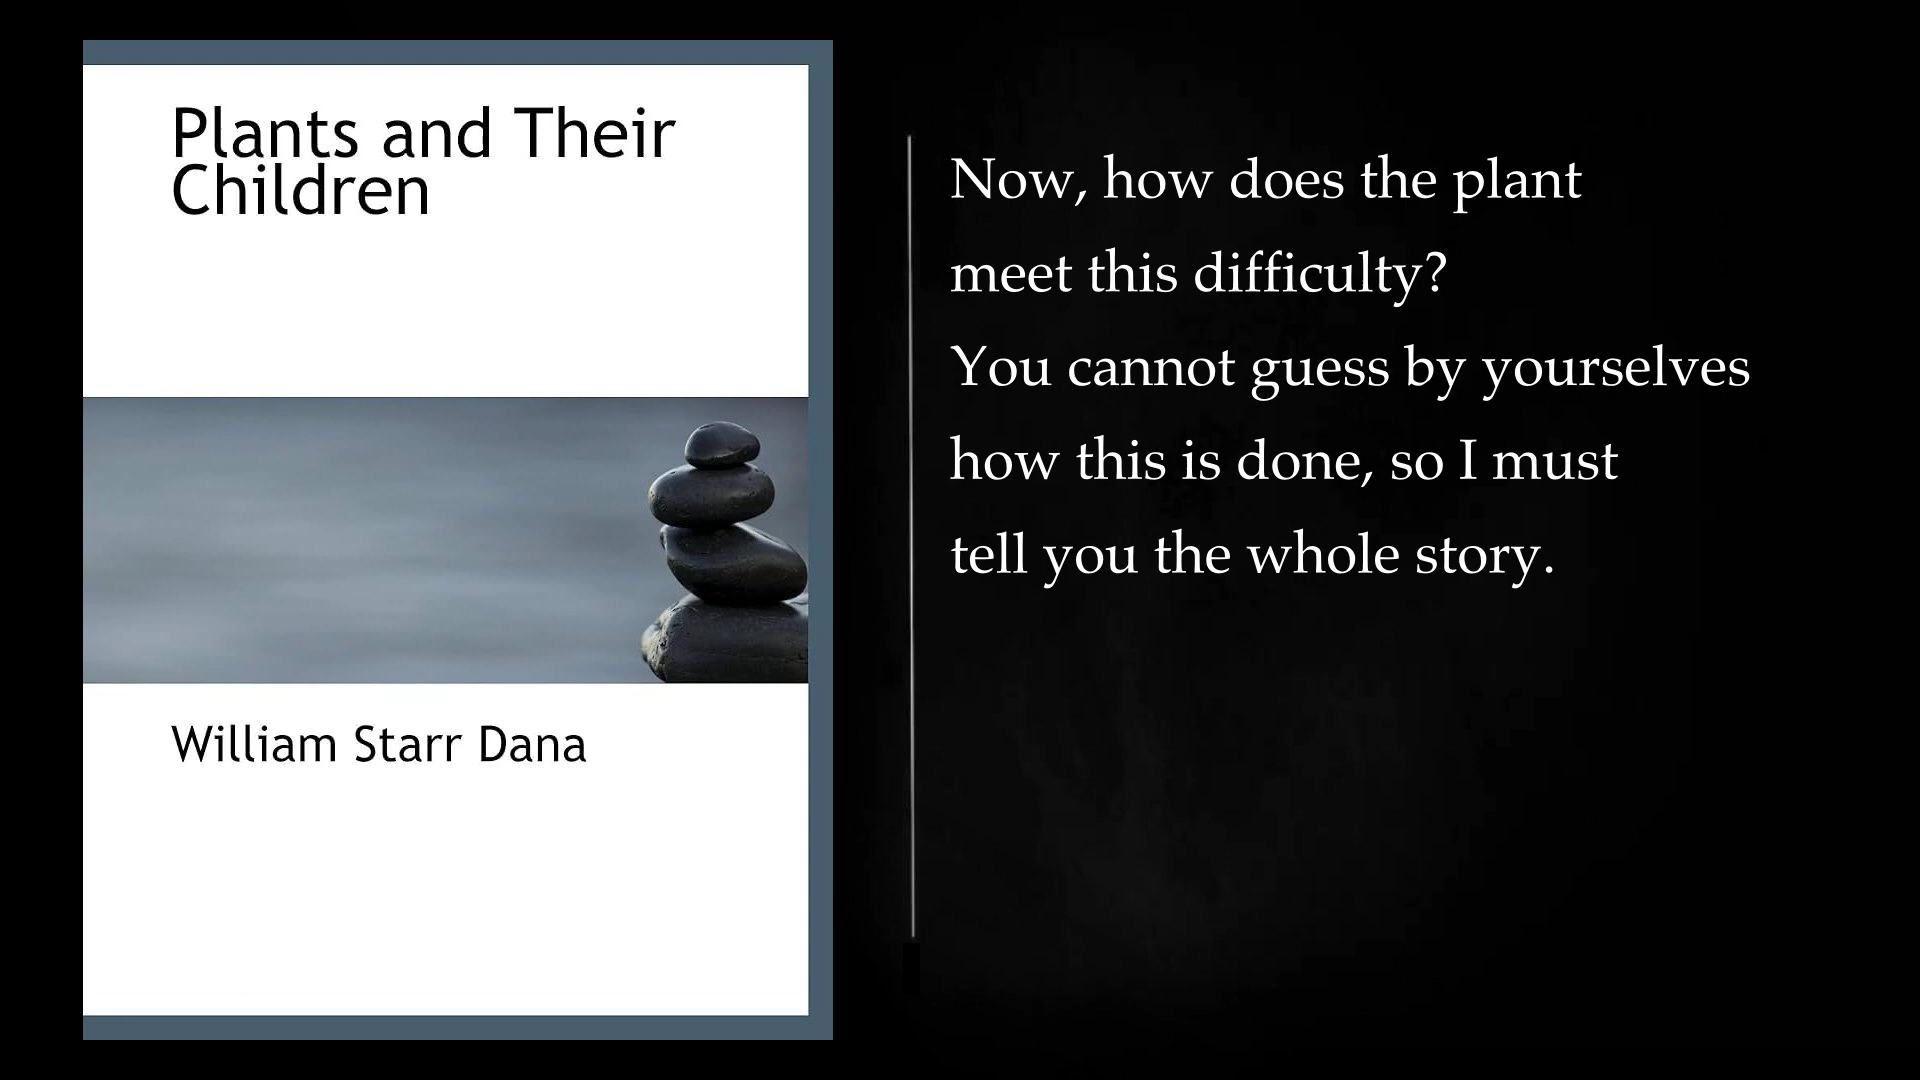 Plants and Their
Children
William Starr Dana
Now, how does the plant
meet this difficulty?
You cannot guess by yourselves
how this is done, so I must
tell you the whole story.